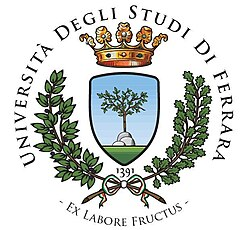 UNIVERSITÀ DEGLI STUDI DI FERRARA
1391
- EX LABORE FRUCTUS -